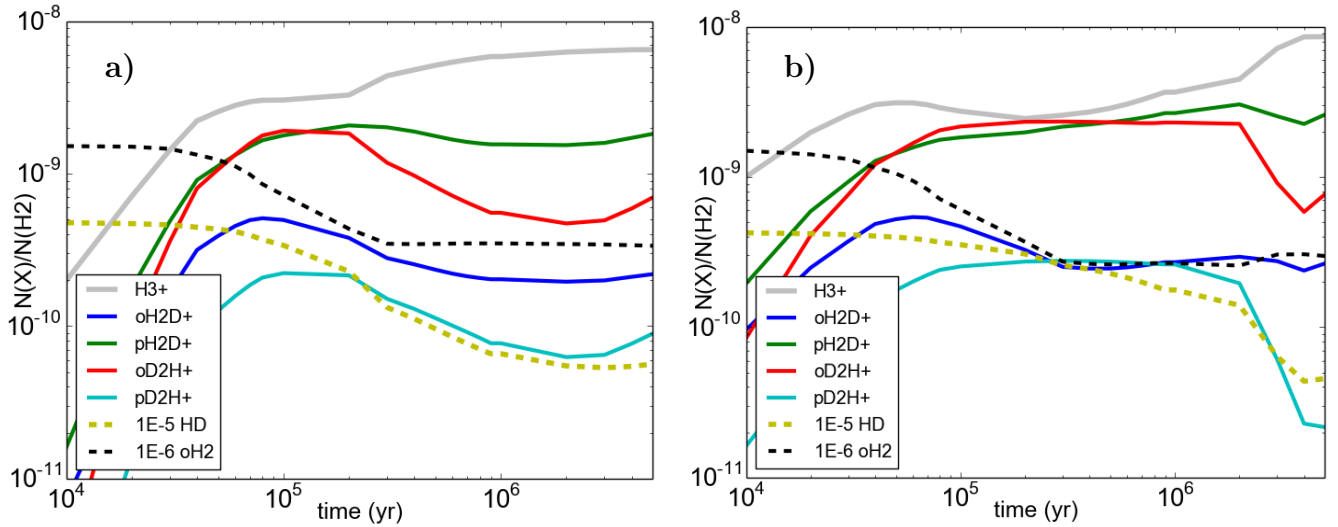 a)
N(X)/N(H2)
10^-8
10^-9
10^-10
10^-11
H3+
oH2D+
pH2D+
oD2H+
pD2H+
1E-5 HD
1E-6 oH2
10^4
10^5
10^6
time (yr)
b)
N(X)/N(H2)
10^-8
10^-9
10^-10
10^-11
H3+
oH2D+
pH2D+
oD2H+
pD2H+
1E-5 HD
1E-6 oH2
10^4
10^5
10^6
time (yr)